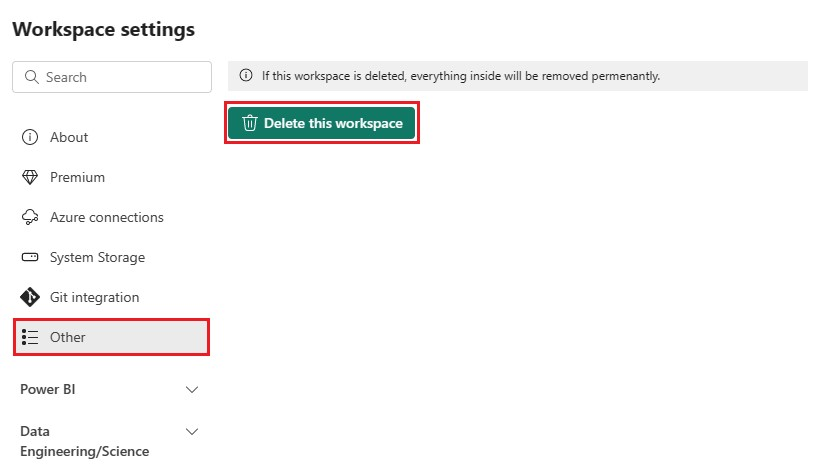 Workspace settings
Search
If this workspace is deleted, everything inside will be removed permenantly.
Delete this workspace
About
Premium
Azure connections
System Storage
Git integration
Other
Power BI
Data
Engineering/Science